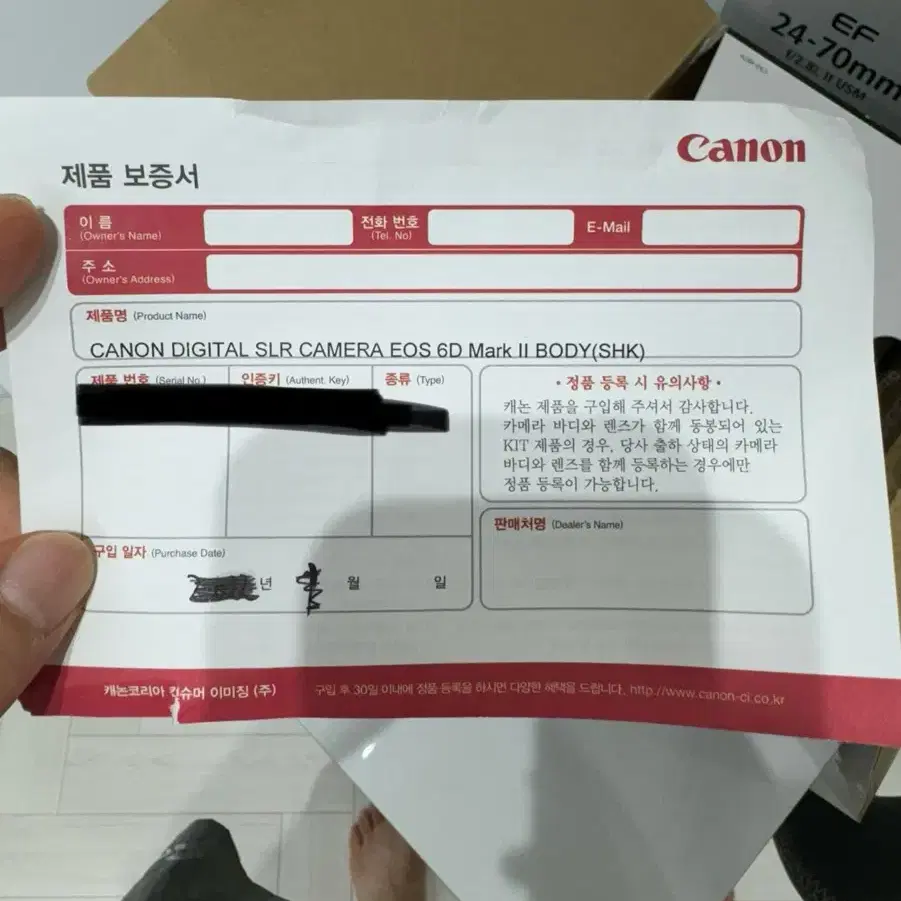 EF
24-70mm
f/2.8L II USM
Canon
제품 보증서
이 름
(Owner's Name)
전화 번호
(Tel. No)
E-Mail
주 소
(Owner's Address)
제품명 (Product Name)
CANON DIGITAL SLR CAMERA EOS 6D Mark II BODY(SHK)
제품 번호 (Serial No.) 인증키 (Authent. Key) 종류 (Type)
• 정품 등록 시 유의사항 •
캐논 제품을 구입해 주셔서 감사합니다.
카메라 바디와 렌즈가 함께 동봉되어 있는
KIT 제품의 경우, 당사 출하 상태의 카메라
바디와 렌즈를 함께 등록하는 경우에만
정품 등록이 가능합니다.
판매처명 (Dealer's Name)
구입 일자 (Purchase Date)
년 월 일
캐논코리아 컨슈머 이미징 (주)
구입 후 30일 이내에 정품 등록을 하시면 다양한 혜택을 드립니다. http://www.canon-ci.co.kr